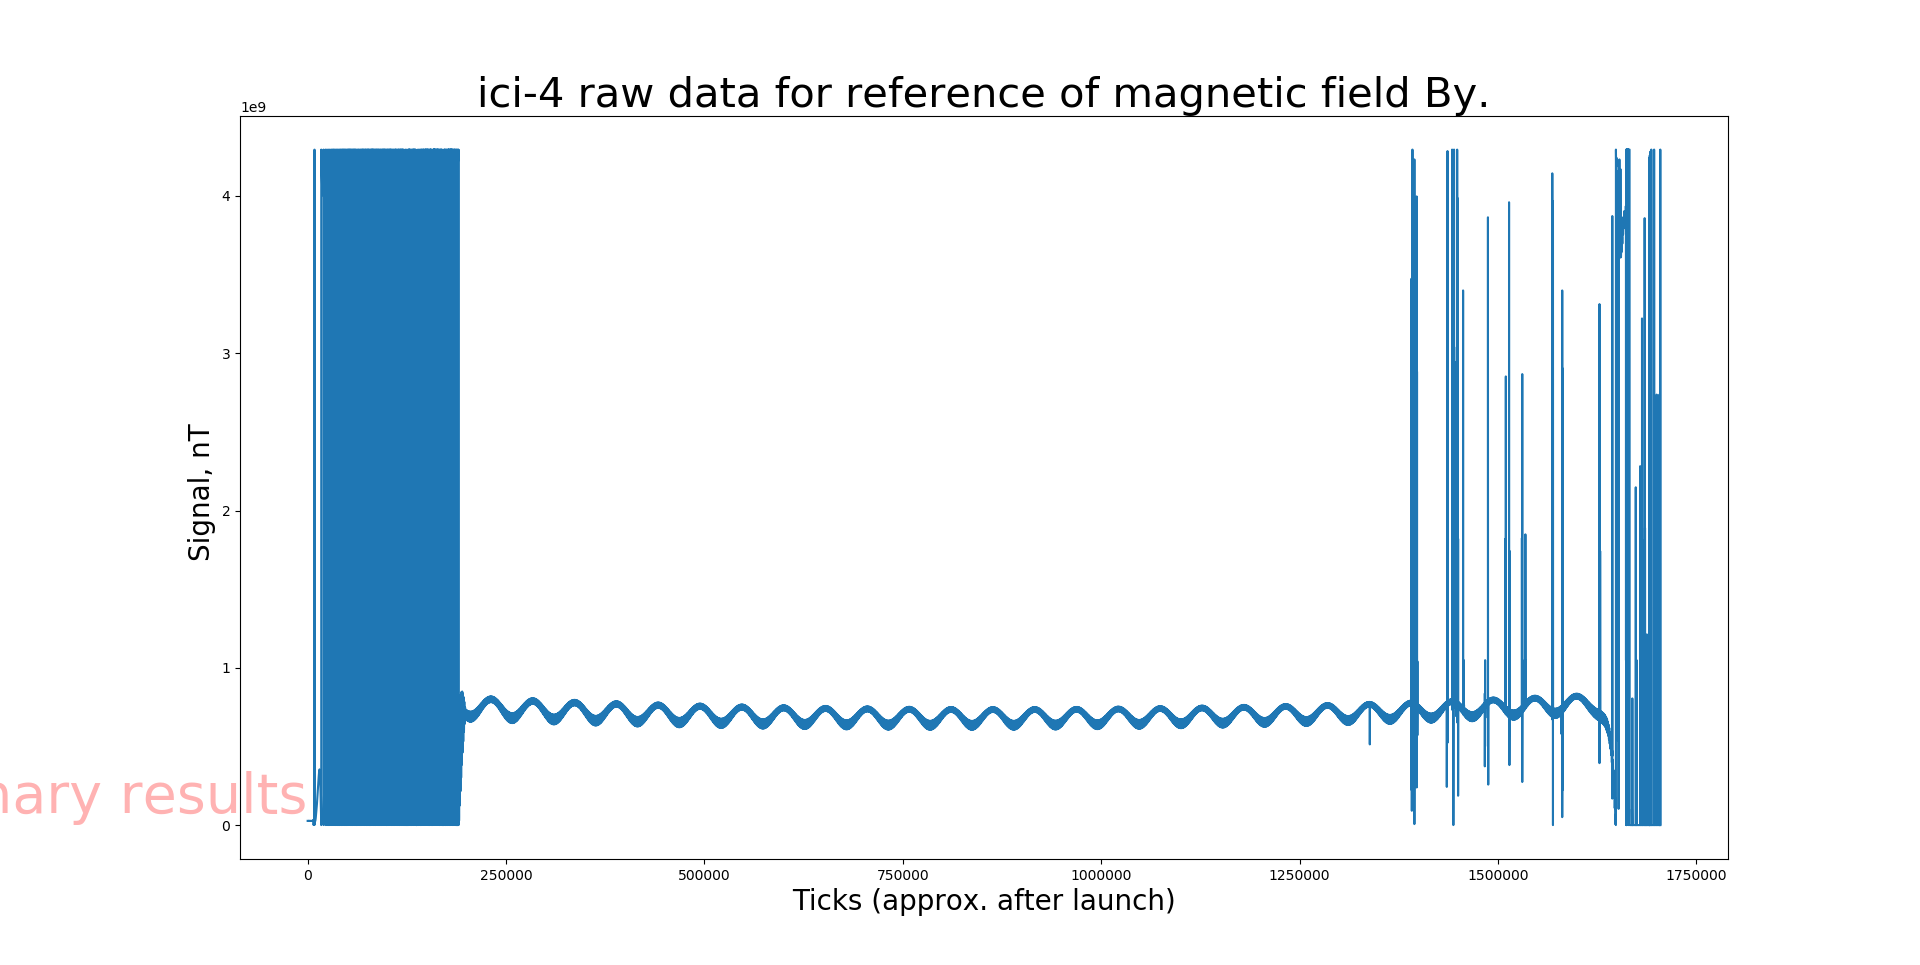 ici-4 raw data for reference of magnetic field By.
1e9
4
3
2
1
0
Signal, nT
results
0 250000 500000 750000 1000000 1250000 1500000 1750000
Ticks (approx. after launch)